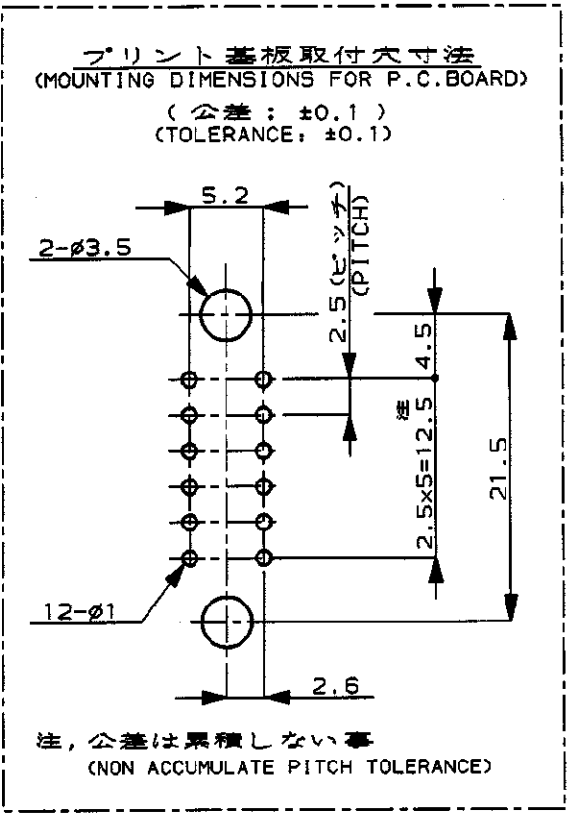 プリント基板取付穴寸法
(MOUNTING DIMENSIONS FOR P.C.BOARD)
(公差; ±0.1)
(TOLERANCE; ±0.1)
5.2
2-ø3.5
2.5(ピッチ)
(PITCH)
4.5
注
2.5x5=12.5
21.5
12-ø1
2.6
注,公差は累積しない事
(NON ACCUMULATE PITCH TOLERANCE)